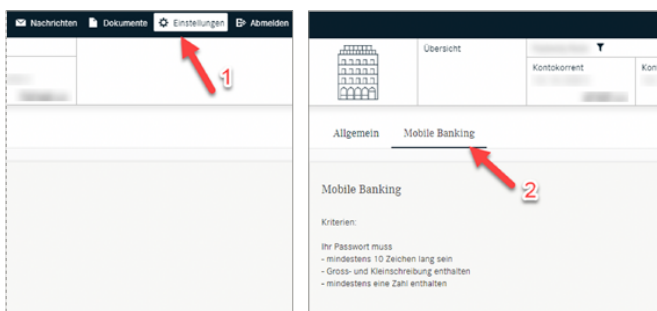 Nachrichten Dokumente Einstellungen Abmelden
1
Übersicht
Kontokorrent
Allgemein Mobile Banking
2
Mobile Banking
Kriterien:
Ihr Passwort muss
- mindestens 10 Zeichen lang sein
- Gross- und Kleinschreibung enthalten
- mindestens eine Zahl enthalten